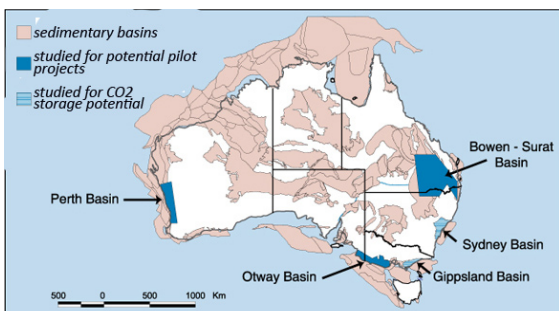 sedimentary basins
studied for potential pilot
projects
studied for CO2
storage potential
Bowen - Surat
Basin
Perth Basin
Sydney Basin
Otway Basin
Gippsland Basin
500 0 500 1000 Km